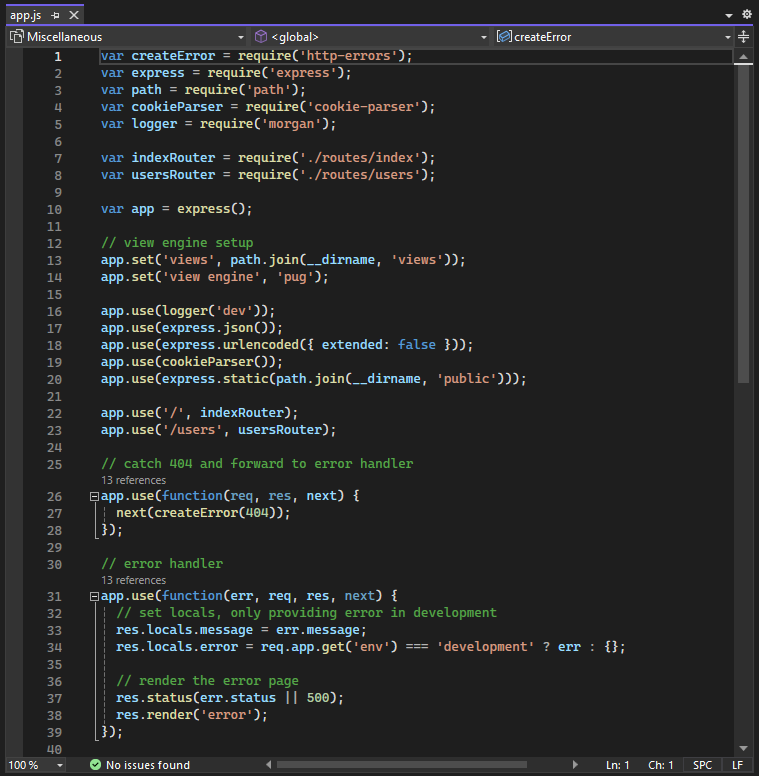 app.js
Miscellaneous <global> createError
1 var createError = require('http-errors');
2 var express = require('express');
3 var path = require('path');
4 var cookieParser = require('cookie-parser');
5 var logger = require('morgan');
6
7 var indexRouter = require('./routes/index');
8 var usersRouter = require('./routes/users');
9
10 var app = express();
11
12 // view engine setup
13 app.set('views', path.join(__dirname, 'views'));
14 app.set('view engine', 'pug');
15
16 app.use(logger('dev'));
17 app.use(express.json());
18 app.use(express.urlencoded({ extended: false }));
19 app.use(cookieParser());
20 app.use(express.static(path.join(__dirname, 'public')));
21
22 app.use('/', indexRouter);
23 app.use('/users', usersRouter);
24
25 // catch 404 and forward to error handler
13 references
26 app.use(function(req, res, next) {
27   next(createError(404));
28 });
29
30 // error handler
13 references
31 app.use(function(err, req, res, next) {
32   // set locals, only providing error in development
33   res.locals.message = err.message;
34   res.locals.error = req.app.get('env') === 'development' ? err : {};
35
36   // render the error page
37   res.status(err.status || 500);
38   res.render('error');
39 });
40
100 % No issues found Ln: 1 Ch: 1 SPC LF